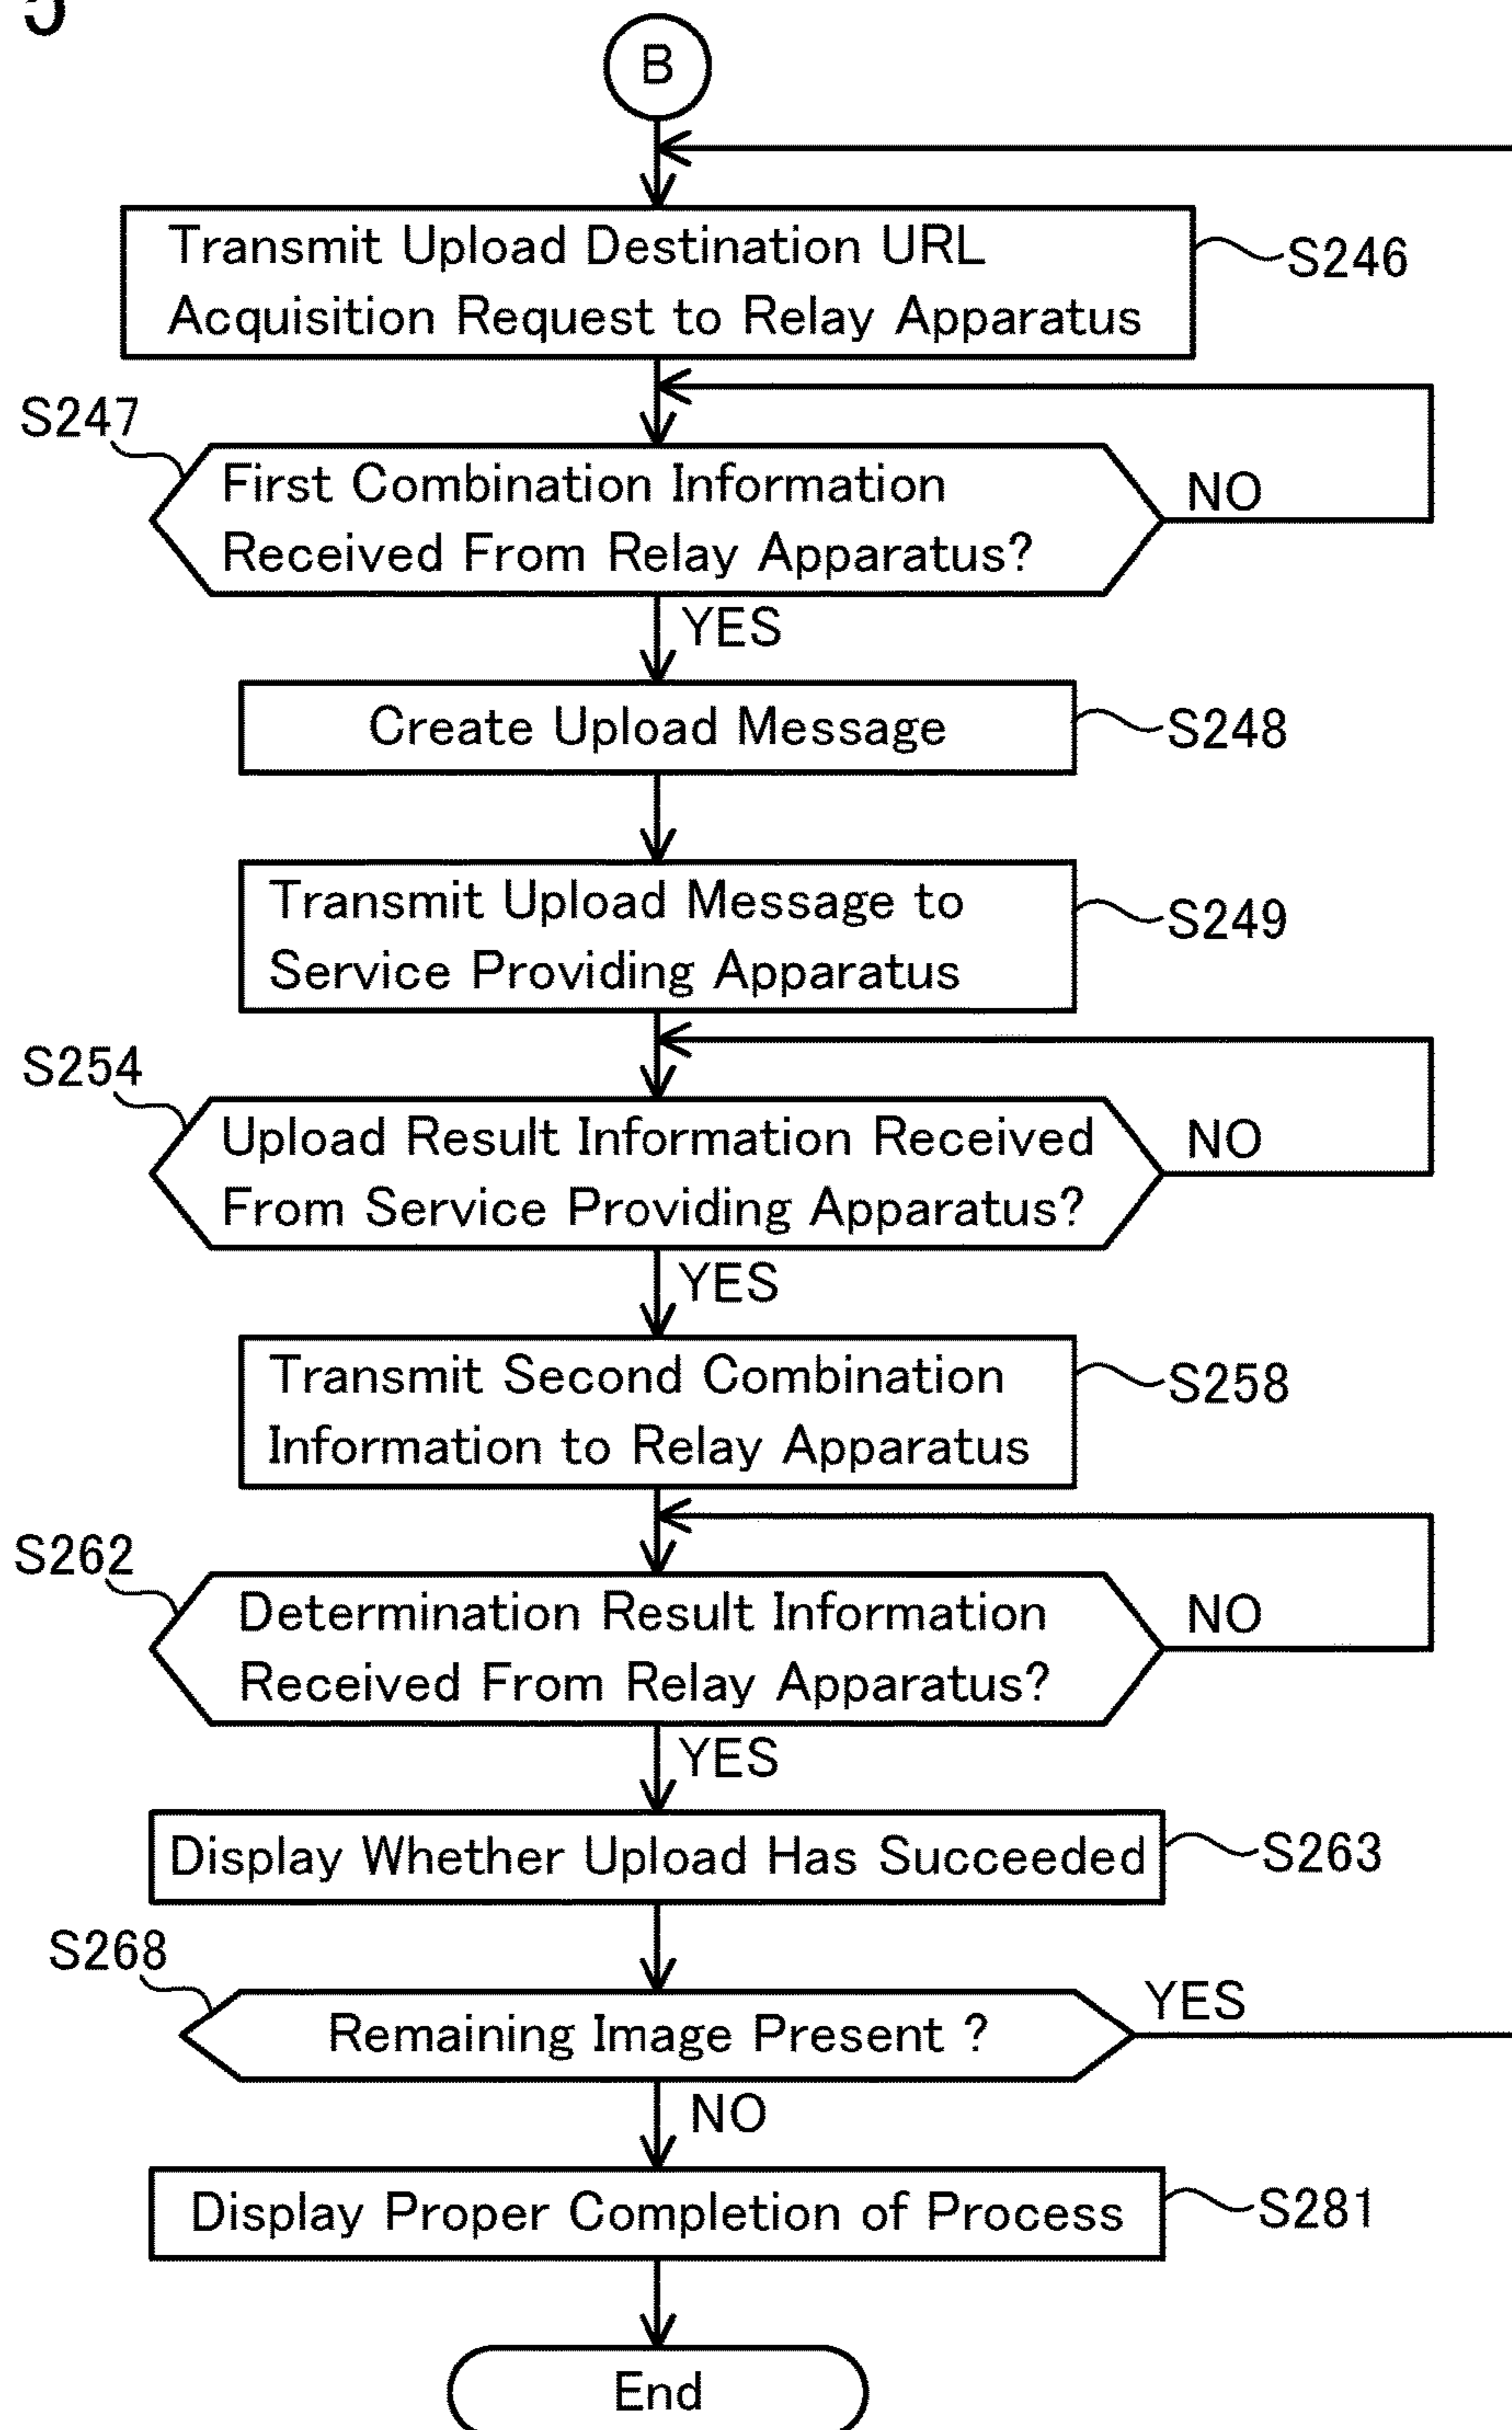 5
B
Transmit Upload Destination URL
Acquisition Request to Relay Apparatus
S246
S247
First Combination Information
Received From Relay Apparatus?
NO
YES
Create Upload Message
S248
Transmit Upload Message to
Service Providing Apparatus
S249
S254
Upload Result Information Received
From Service Providing Apparatus?
NO
YES
Transmit Second Combination
Information to Relay Apparatus
S258
S262
Determination Result Information
Received From Relay Apparatus?
NO
YES
Display Whether Upload Has Succeeded
S263
S268
Remaining Image Present ?
YES
NO
Display Proper Completion of Process
S281
End